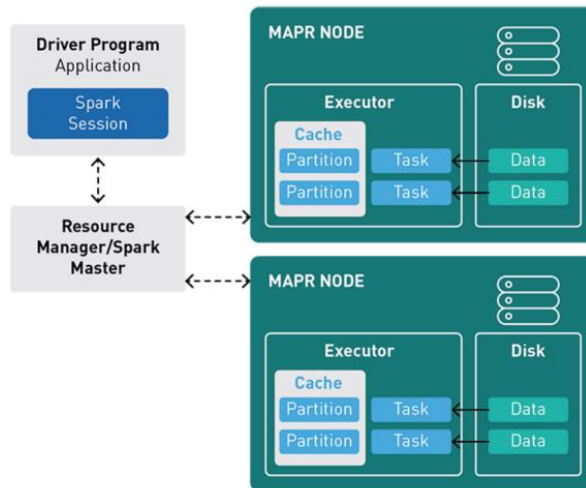 Driver Program
Application
Spark
Session
Resource
Manager/Spark
Master
MAPR NODE
Executor
Disk
Cache
Partition
Task
Data
Partition
Task
Data
MAPR NODE
Executor
Disk
Cache
Partition
Task
Data
Partition
Task
Data